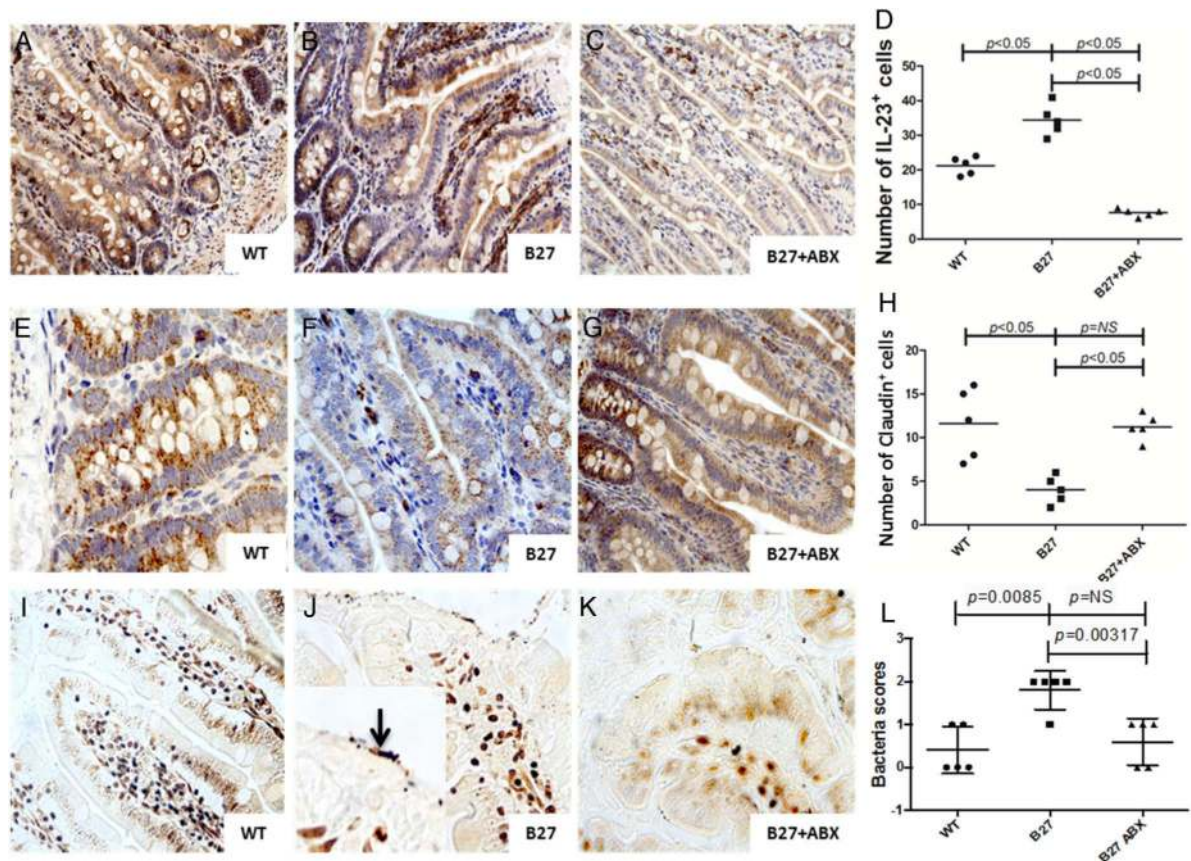 A
WT
B
B27
C
B27+ABX
D
p<0.05
p<0.05
p<0.05
Number of IL-23+ cells
50
40
30
20
10
0
WT
B27
B27+ABX
E
WT
F
B27
G
B27+ABX
H
p<0.05
p=NS
p<0.05
Number of Claudin+ cells
20
15
10
5
0
WT
B27
B27+ABX
I
WT
J
B27
K
B27+ABX
L
p=0.0085
p=NS
p=0.00317
Bacteria scores
3
2
1
0
-1
WT
B27
B27 ABX